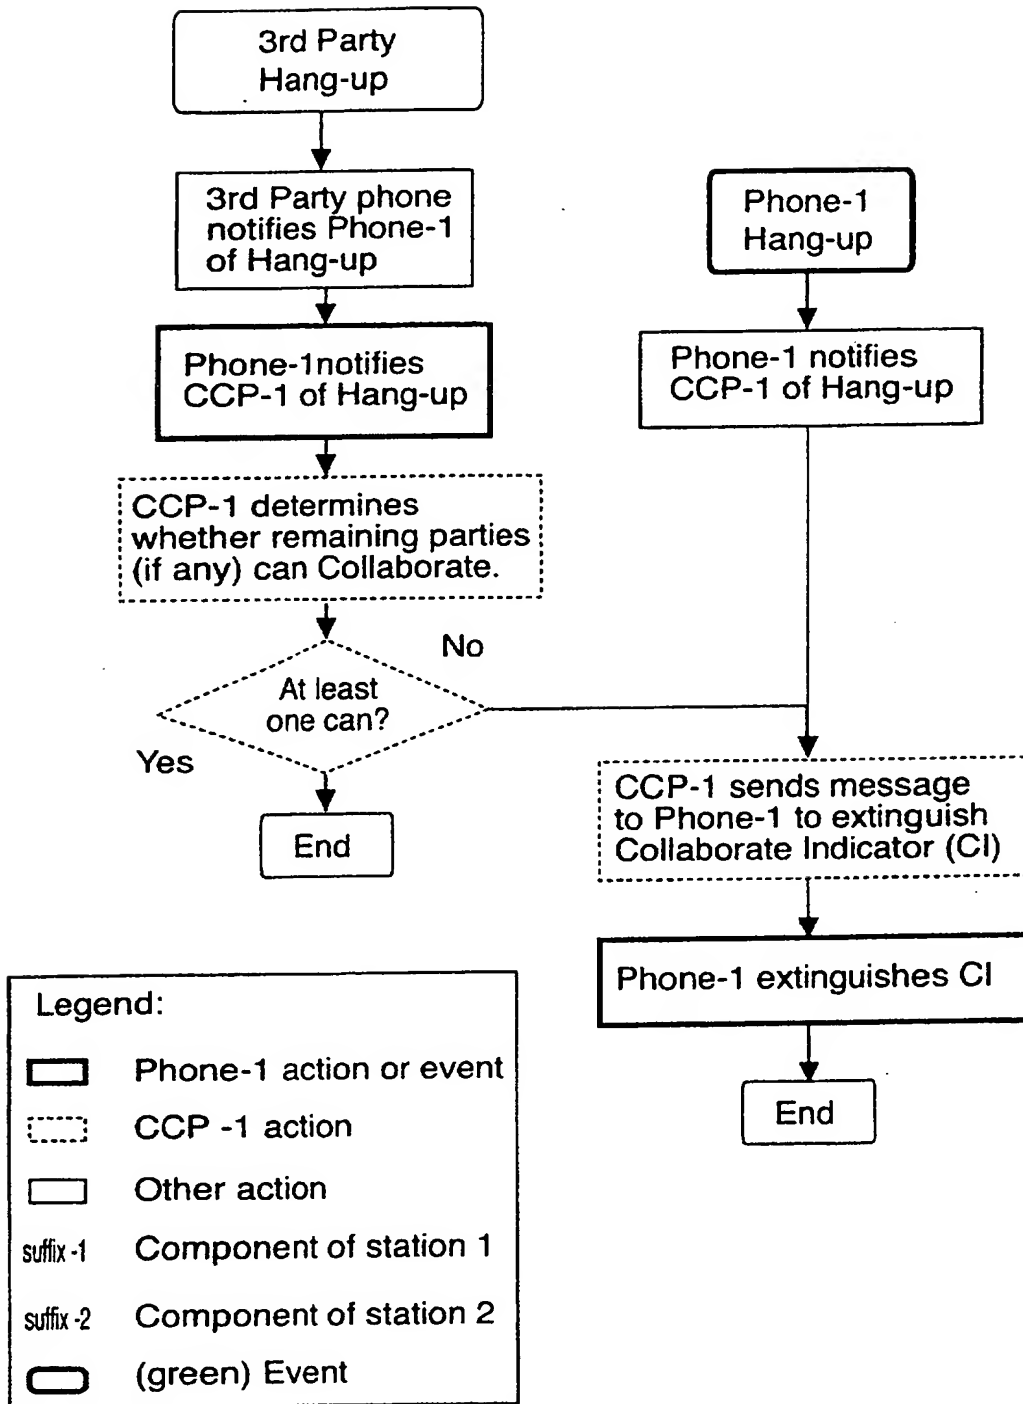 3rd Party
Hang-up
3rd Party phone
notifies Phone-1
of Hang-up
Phone-1notifies
CCP-1 of Hang-up
CCP-1 determines
whether remaining parties
(if any) can Collaborate.
At least
one can?
No
Yes
End
Phone-1
Hang-up
Phone-1 notifies
CCP-1 of Hang-up
CCP-1 sends message
to Phone-1 to extinguish
Collaborate Indicator (CI)
Phone-1 extinguishes CI
End
Legend:
Phone-1 action or event
CCP -1 action
Other action
suffix -1 Component of station 1
suffix -2 Component of station 2
(green) Event